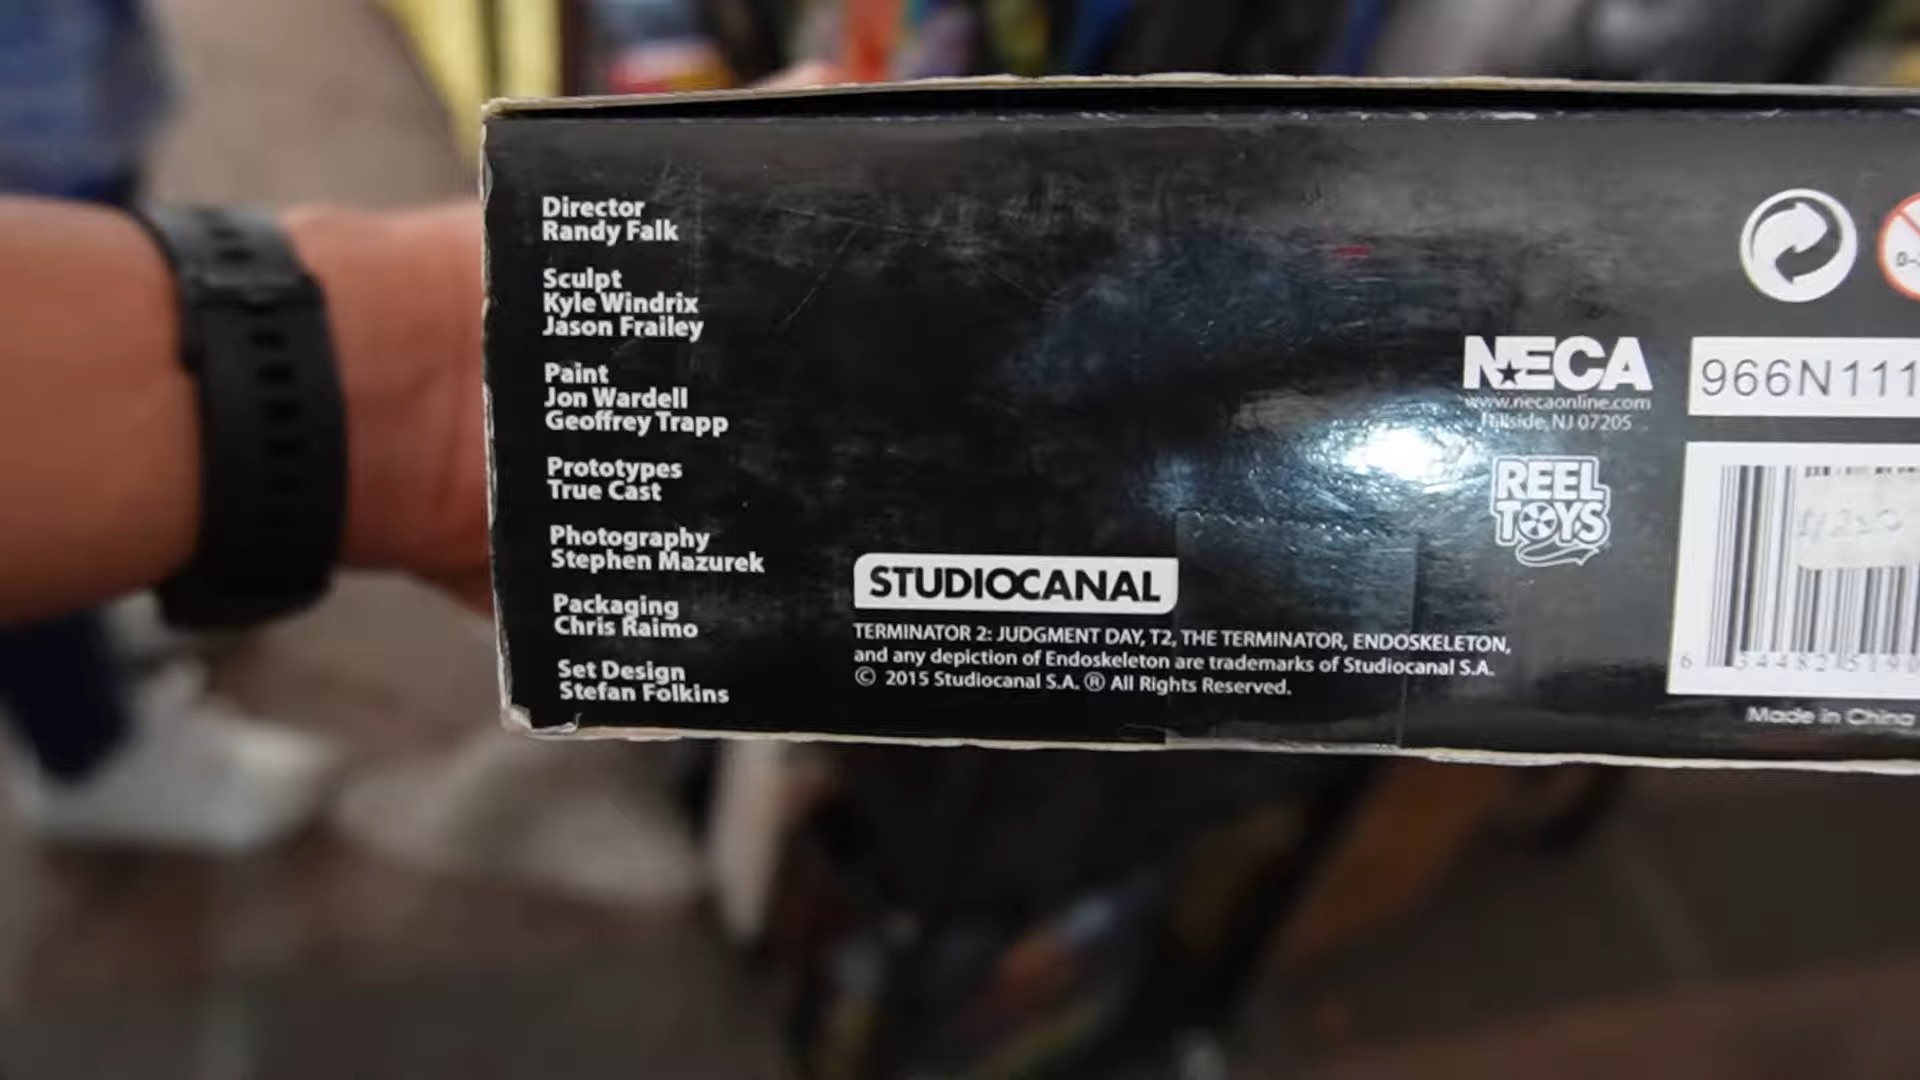 Director
Randy Falk
Sculpt
Kyle Windrix
Jason Frailey
Paint
Jon Wardell
Geoffrey Trapp
Prototypes
True Cast
Photography
Stephen Mazurek
Packaging
Chris Raimo
Set Design
Stefan Folkins
STUDIOCANAL
TERMINATOR 2: JUDGMENT DAY, T2, THE TERMINATOR, ENDOSKELETON,
and any depiction of Endoskeleton are trademarks of Studiocanal S.A.
© 2015 Studiocanal S.A. ® All Rights Reserved.
NECA
www.necaonline.com
Hillside, NJ 07205
REEL
TOYS
966N111
Made in China